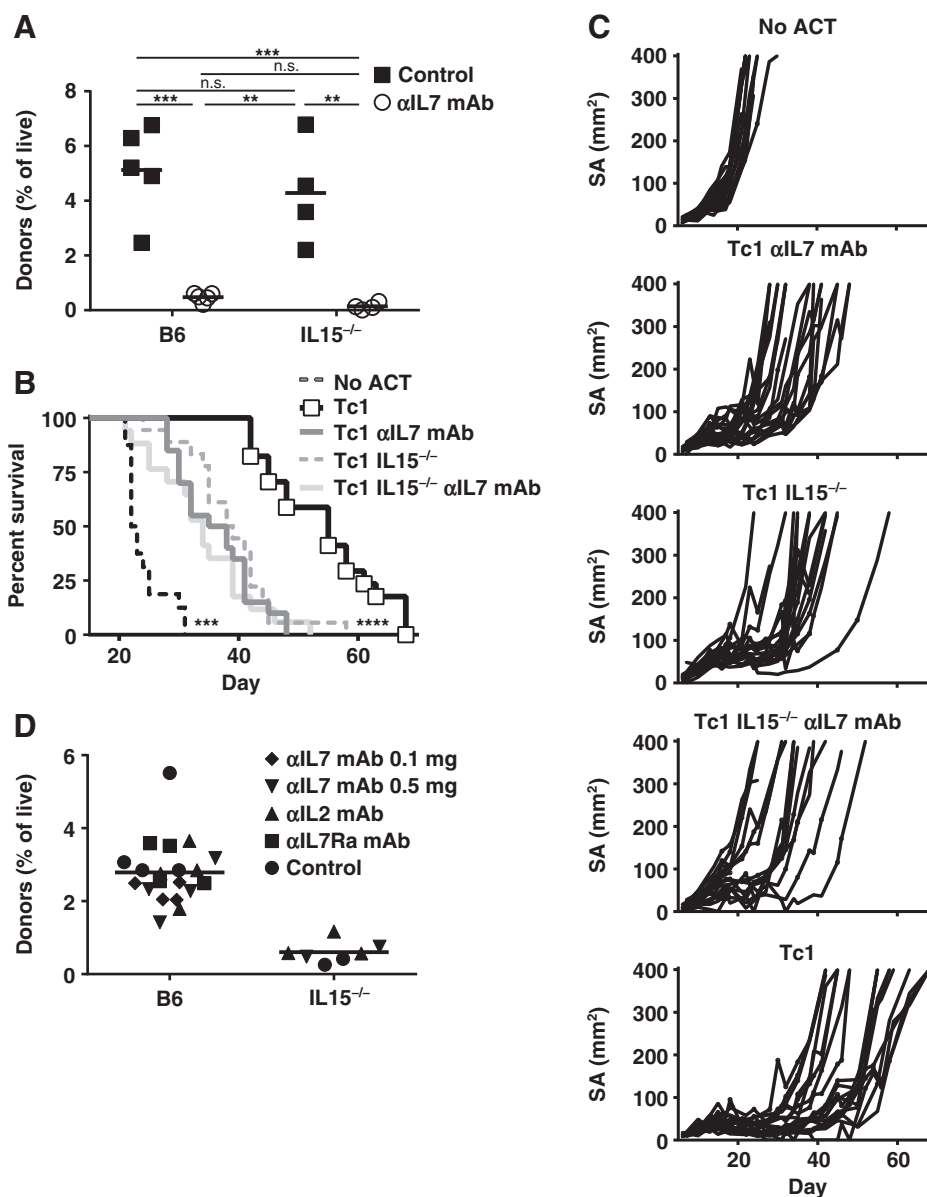 A
***
n.s.
n.s.
*** ** **
Control
αIL7 mAb
Donors (% of live)
8
6
4
2
0
B6
IL15−/−
B
No ACT
Tc1
Tc1 αIL7 mAb
Tc1 IL15−/−
Tc1 IL15−/− αIL7 mAb
Percent survival
100
75
50
25
0
***
****
20 40 60
Day
D
Donors (% of live)
6
4
2
0
αIL7 mAb 0.1 mg
αIL7 mAb 0.5 mg
αIL2 mAb
αIL7Ra mAb
Control
B6
IL15−/−
C
No ACT
SA (mm²)
400
300
200
100
0
Tc1 αIL7 mAb
SA (mm²)
400
300
200
100
0
Tc1 IL15−/−
SA (mm²)
400
300
200
100
0
Tc1 IL15−/− αIL7 mAb
SA (mm²)
400
300
200
100
0
Tc1
SA (mm²)
400
300
200
100
0
20 40 60
Day